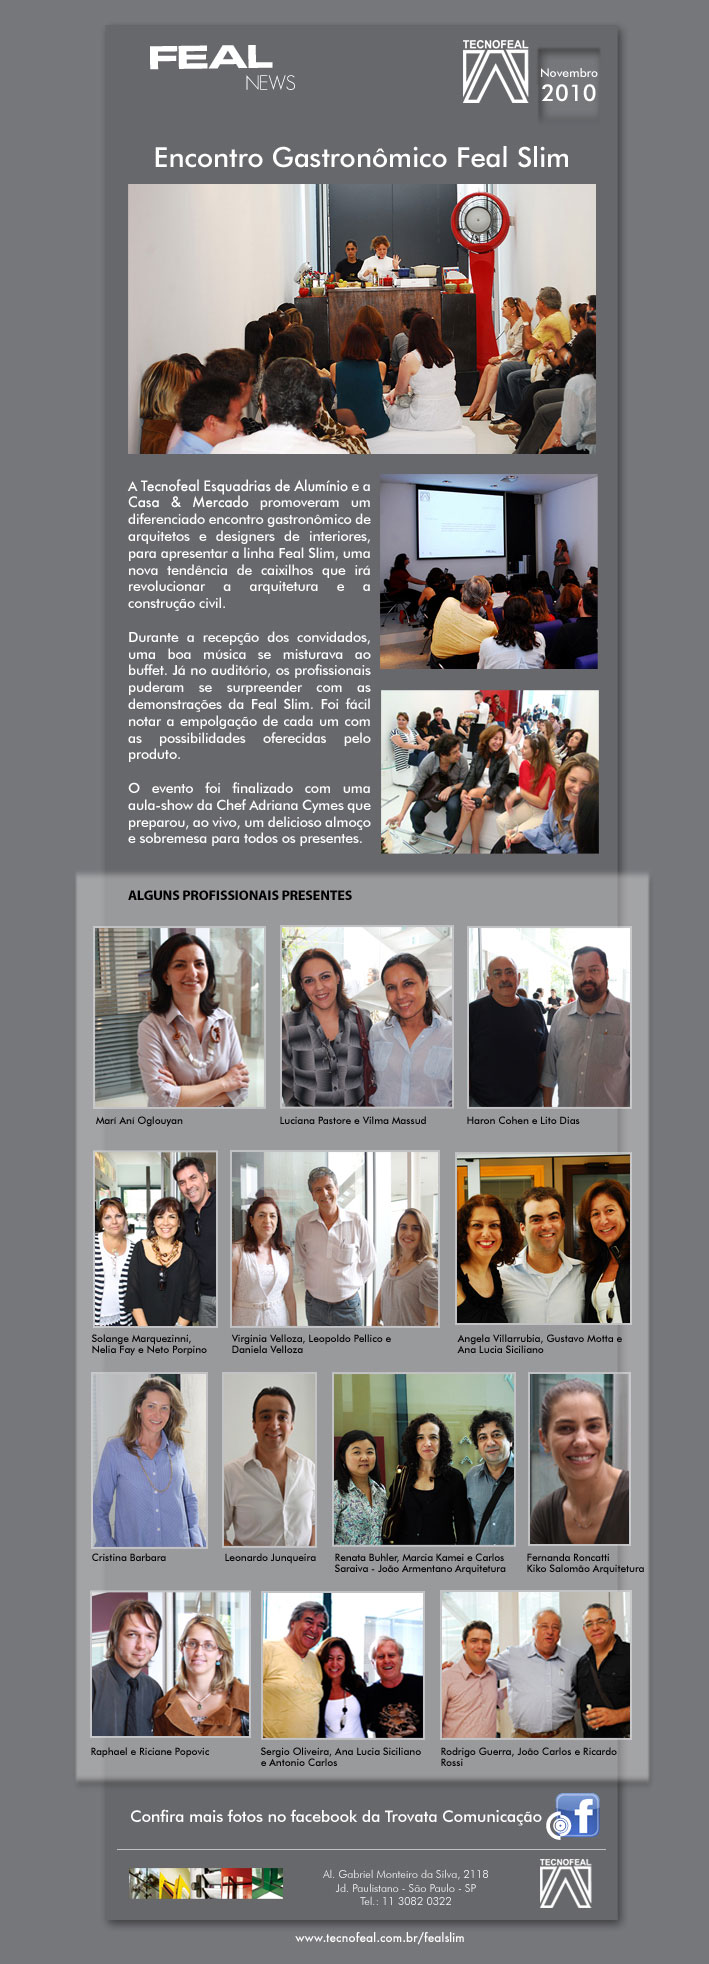 FEAL
NEWS
TECNOFEAL
Novembro
2010
Encontro Gastronômico Feal Slim
A Tecnofeal Esquadrias de Alumínio e a
Casa & Mercado promoveram um
diferenciado encontro gastronômico de
arquitetos e designers de interiores,
para apresentar a linha Feal Slim, uma
nova tendência de caixilhos que irá
revolucionar a arquitetura e a
construção civil.
Durante a recepção dos convidados,
uma boa música se misturava ao
buffet. Já no auditório, os profissionais
puderam se surpreender com as
demonstrações da Feal Slim. Foi fácil
notar a empolgação de cada um com
as possibilidades oferecidas pelo
produto.
O evento foi finalizado com uma
aula-show da Chef Adriana Cymes que
preparou, ao vivo, um delicioso almoço
e sobremesa para todos os presentes.
ALGUNS PROFISSIONAIS PRESENTES
Mari Ani Oglouyan
Luciana Pastore e Vilma Massud
Haron Cohen e Lito Dias
Solange Marquezinni,
Nelia Fay e Neto Porpino
Virginia Velloza, Leopoldo Pellico e
Daniela Velloza
Angela Villarrubia, Gustavo Motta e
Ana Lucia Siciliano
Cristina Barbara
Leonardo Junqueira
Renata Buhler, Marcia Kamei e Carlos
Saraiva - João Armentano Arquitetura
Fernanda Roncatti
Kiko Salomão Arquitetura
Raphael e Riciane Popovic
Sergio Oliveira, Ana Lucia Siciliano
e Antonio Carlos
Rodrigo Guerra, João Carlos e Ricardo
Rossi
Confira mais fotos no facebook da Trovata Comunicação
f
Al. Gabriel Monteiro da Silva, 2118
Jd. Paulistano - São Paulo - SP
Tel.: 11 3082 0322
TECNOFEAL
www.tecnofeal.com.br/fealslim